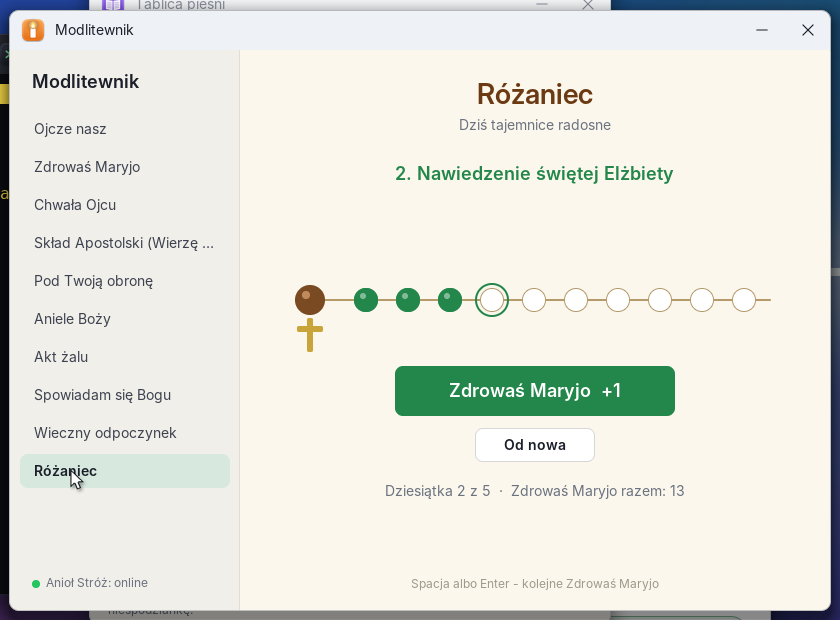 Tablica pieśni
Modlitewnik
Modlitewnik
Ojcze nasz
Zdrowaś Maryjo
Chwała Ojcu
Skład Apostolski (Wierzę ...
Pod Twoją obronę
Aniele Boży
Akt żalu
Spowiadam się Bogu
Wieczny odpoczynek
Różaniec
Anioł Stróż: online
Różaniec
Dziś tajemnice radosne
2. Nawiedzenie świętej Elżbiety
Zdrowaś Maryjo +1
Od nowa
Dziesiątka 2 z 5 · Zdrowaś Maryjo razem: 13
Spacja albo Enter - kolejne Zdrowaś Maryjo